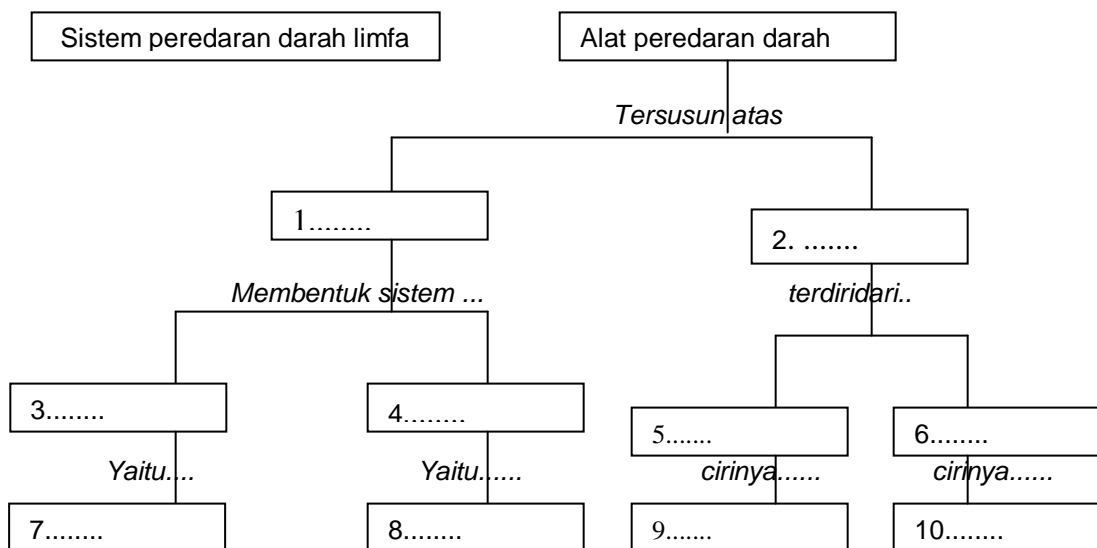 Sistem peredaran darah limfa
Alat peredaran darah
Tersusun atas
1........
2. .......
Membentuk sistem ...
terdiridari..
3........
4........
5.......
6........
Yaitu....
Yaitu......
cirinya......
cirinya......
7........
8........
9.......
10........